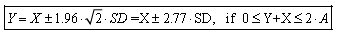 Y = X ± 1.96 · √2 · SD = X ± 2.77 · SD, if 0 ≤ Y+X ≤ 2 · A